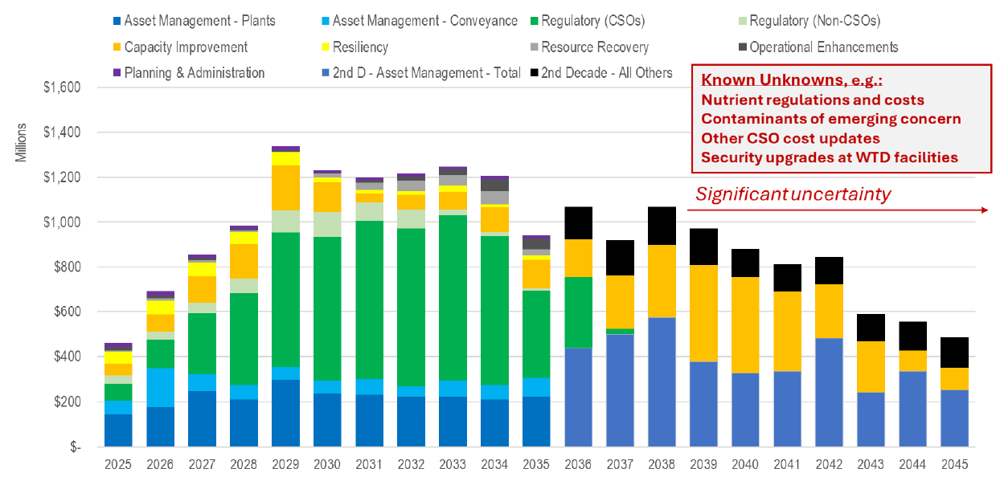 Asset Management - Plants Asset Management - Conveyance Regulatory (CSOs) Regulatory (Non-CSOs)
Capacity Improvement Resiliency Resource Recovery Operational Enhancements
Planning & Administration 2nd D - Asset Management - Total 2nd Decade - All Others
Known Unknowns, e.g.:
Nutrient regulations and costs
Contaminants of emerging concern
Other CSO cost updates
Security upgrades at WTD facilities
Significant uncertainty
Millions
$1,600
$1,400
$1,200
$1,000
$800
$600
$400
$200
$-
2025 2026 2027 2028 2029 2030 2031 2032 2033 2034 2035 2036 2037 2038 2039 2040 2041 2042 2043 2044 2045